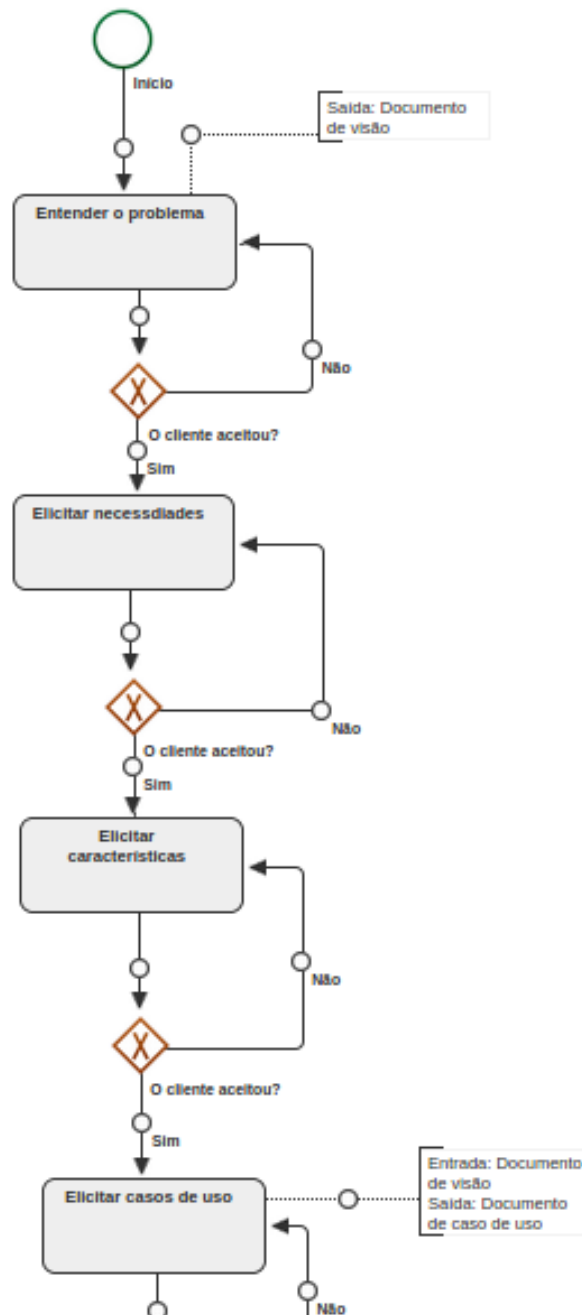 Início
Saída: Documento
de visão
Entender o problema
Não
O cliente aceitou?
Sim
Elicitar necessdiades
Não
O cliente aceitou?
Sim
Elicitar
características
Não
O cliente aceitou?
Sim
Elicitar casos de uso
Entrada: Documento
de visão
Saída: Documento
de caso de uso
Não